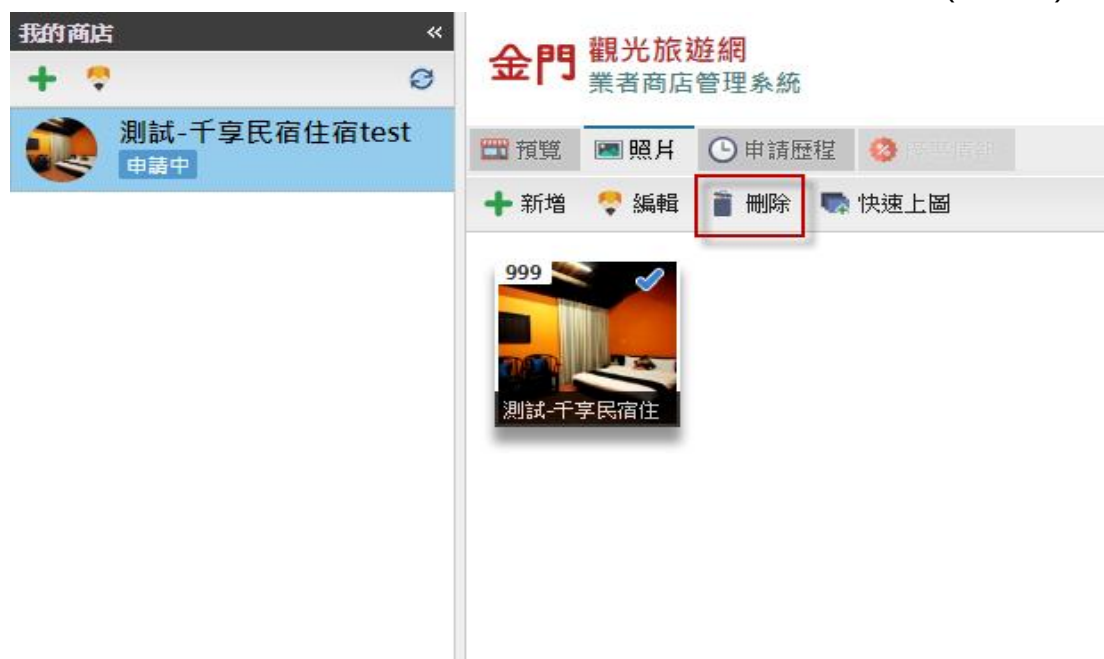 我的商店 «
測試-千享民宿住宿test
申請中
金門 觀光旅遊網
業者商店管理系統
預覽 照片 申請歷程
新增 編輯 刪除 快速上圖
999
測試-千享民宿住